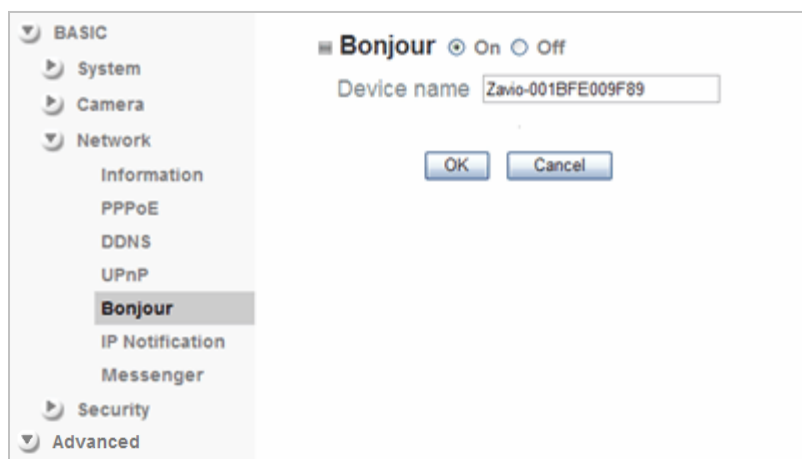 BASIC
System
Camera
Network
Information
PPPoE
DDNS
UPnP
Bonjour
IP Notification
Messenger
Security
Advanced
Bonjour On Off
Device name Zavio-001BFE009F89
OK Cancel